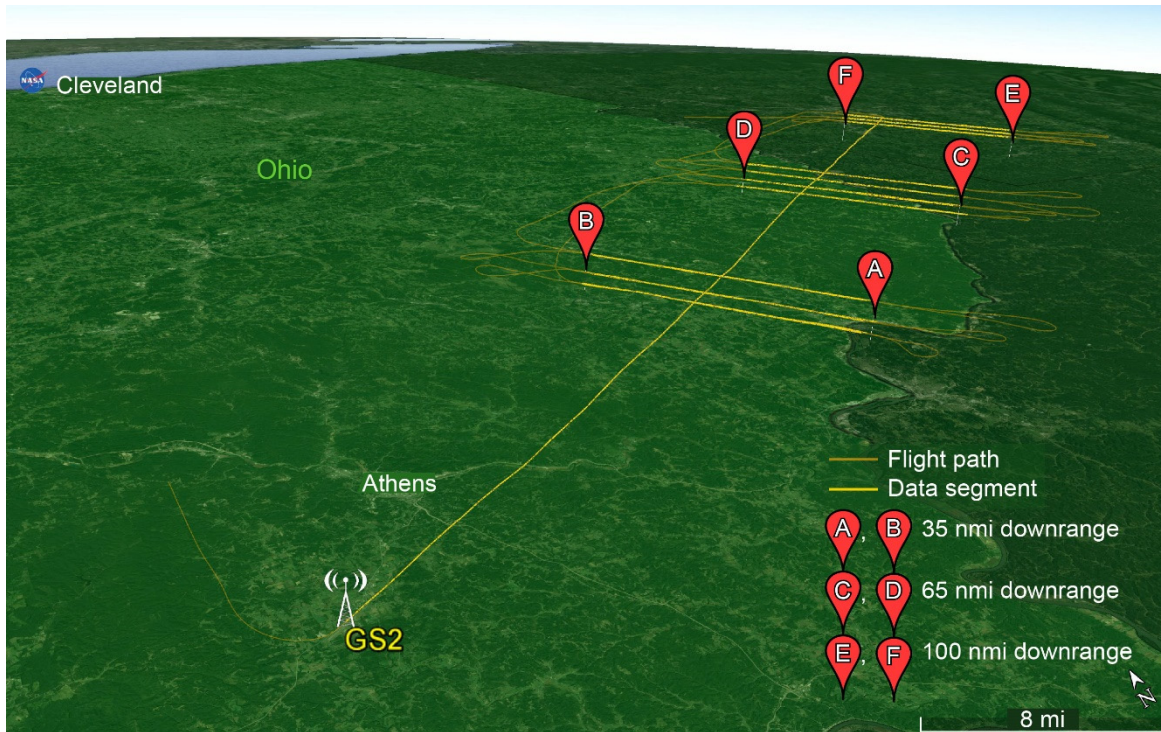 F
E
D
C
NASA Cleveland
Ohio
B
A
Flight path
Athens
Data segment
A, B 35 nmi downrange
C, D 65 nmi downrange
GS2
E, F 100 nmi downrange
N
8 mi